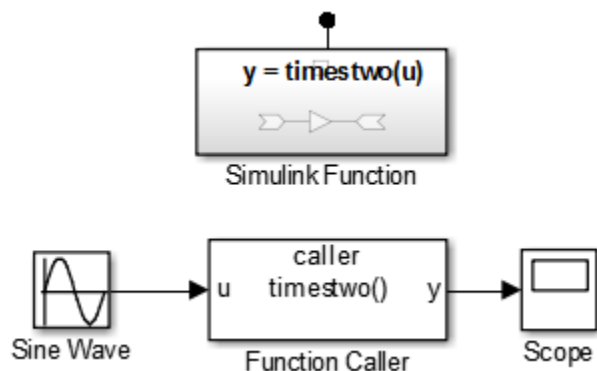 y = timestwo(u)
Simulink Function
caller
u timestwo() y
Sine Wave
Function Caller
Scope